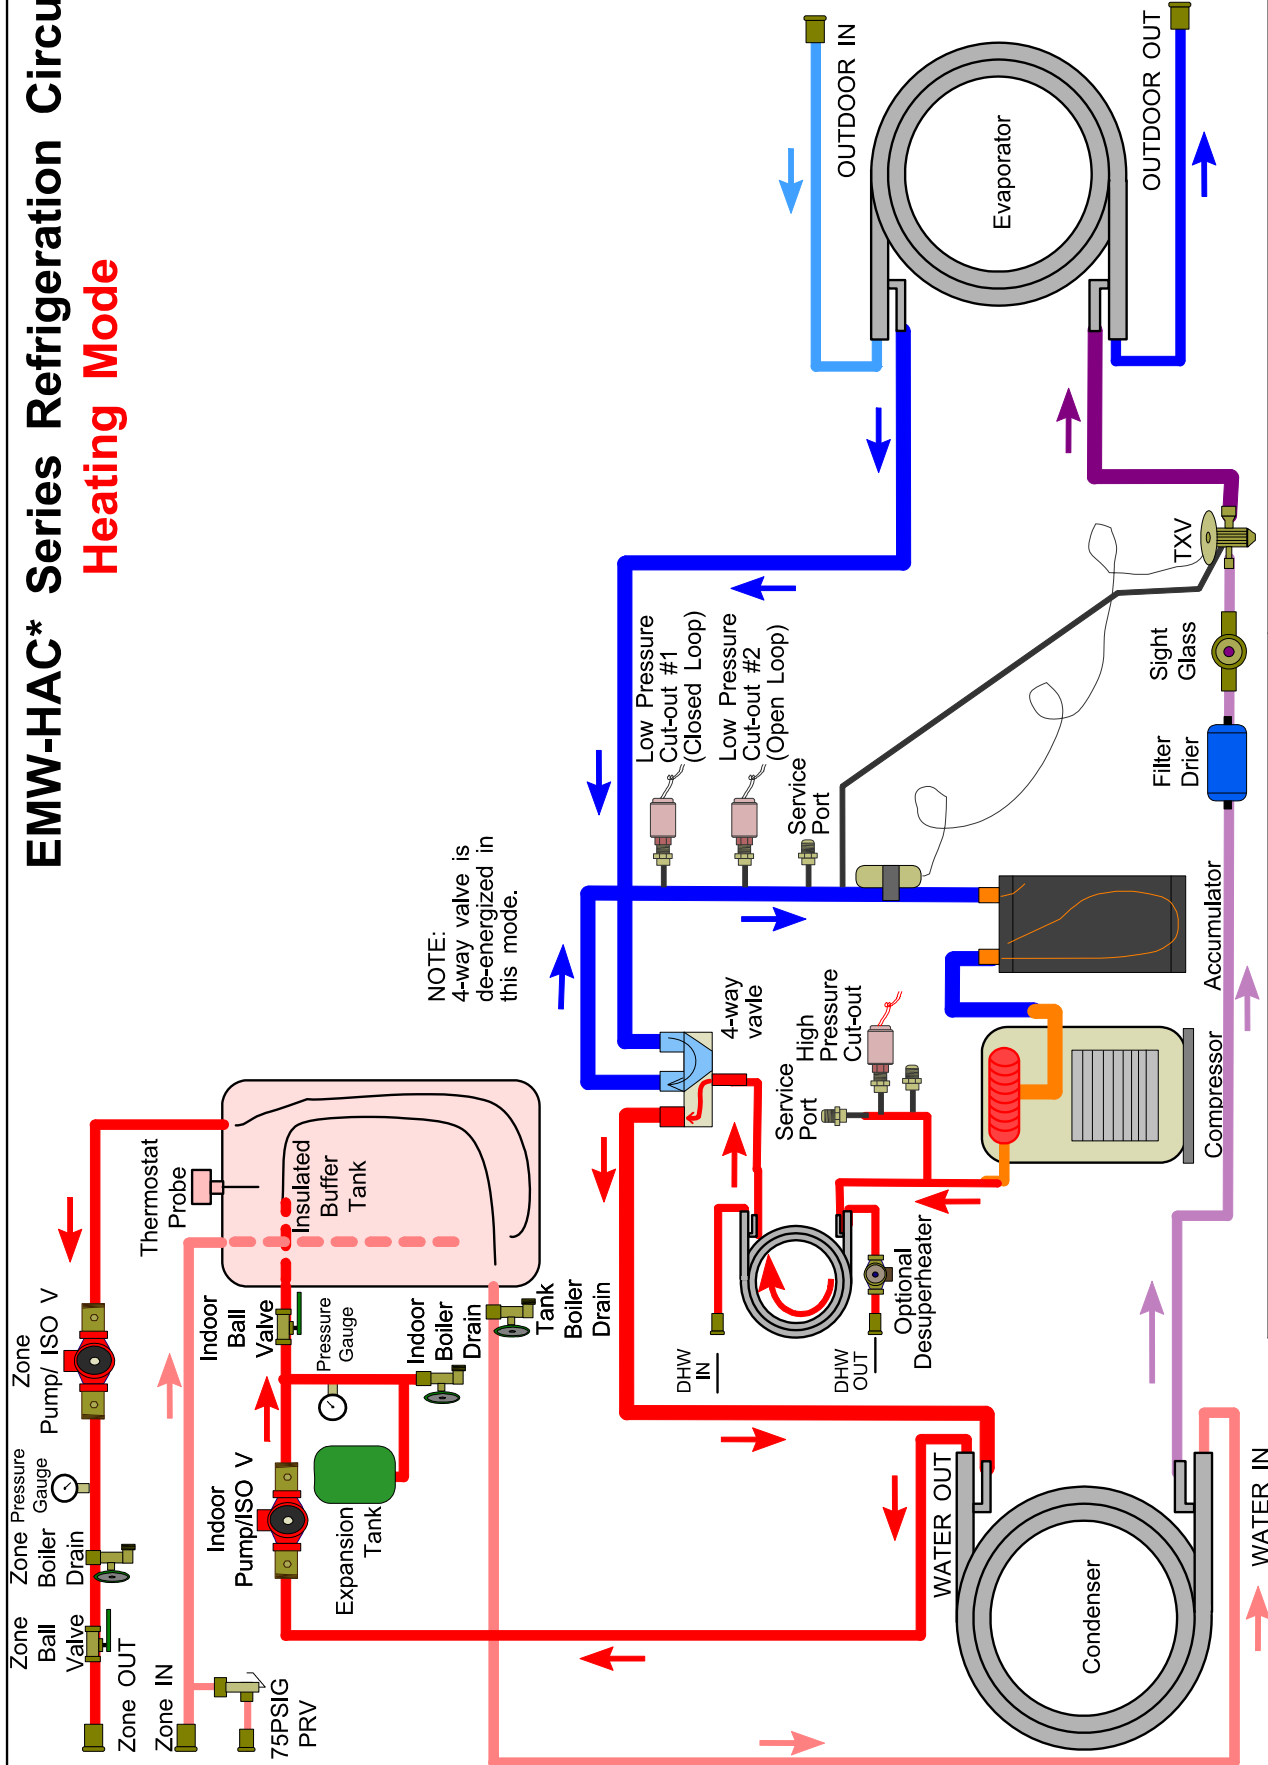 EMW-HAC* Series Refrigeration Circu
Heating Mode
Zone
Ball
Valve
Zone
Boiler
Drain
Pressure
Gauge
Zone
Pump/ ISO V
Thermostat
Probe
Zone OUT
Zone IN
75PSIG
PRV
Indoor
Pump/ISO V
Indoor
Ball
Valve
Insulated
Buffer
Tank
Pressure
Gauge
Expansion
Tank
Indoor
Boiler
Drain
Tank
Boiler
Drain
NOTE:
4-way valve is
de-energized in
this mode.
Low Pressure
Cut-out #1
(Closed Loop)
Low Pressure
Cut-out #2
(Open Loop)
Service
Port
4-way
vavle
DHW
IN
DHW
OUT
Optional
Desuperheater
Service
Port
High
Pressure
Cut-out
OUTDOOR IN
Evaporator
OUTDOOR OUT
WATER OUT
Condenser
WATER IN
Compressor
Accumulator
Filter
Drier
Sight
Glass
TXV